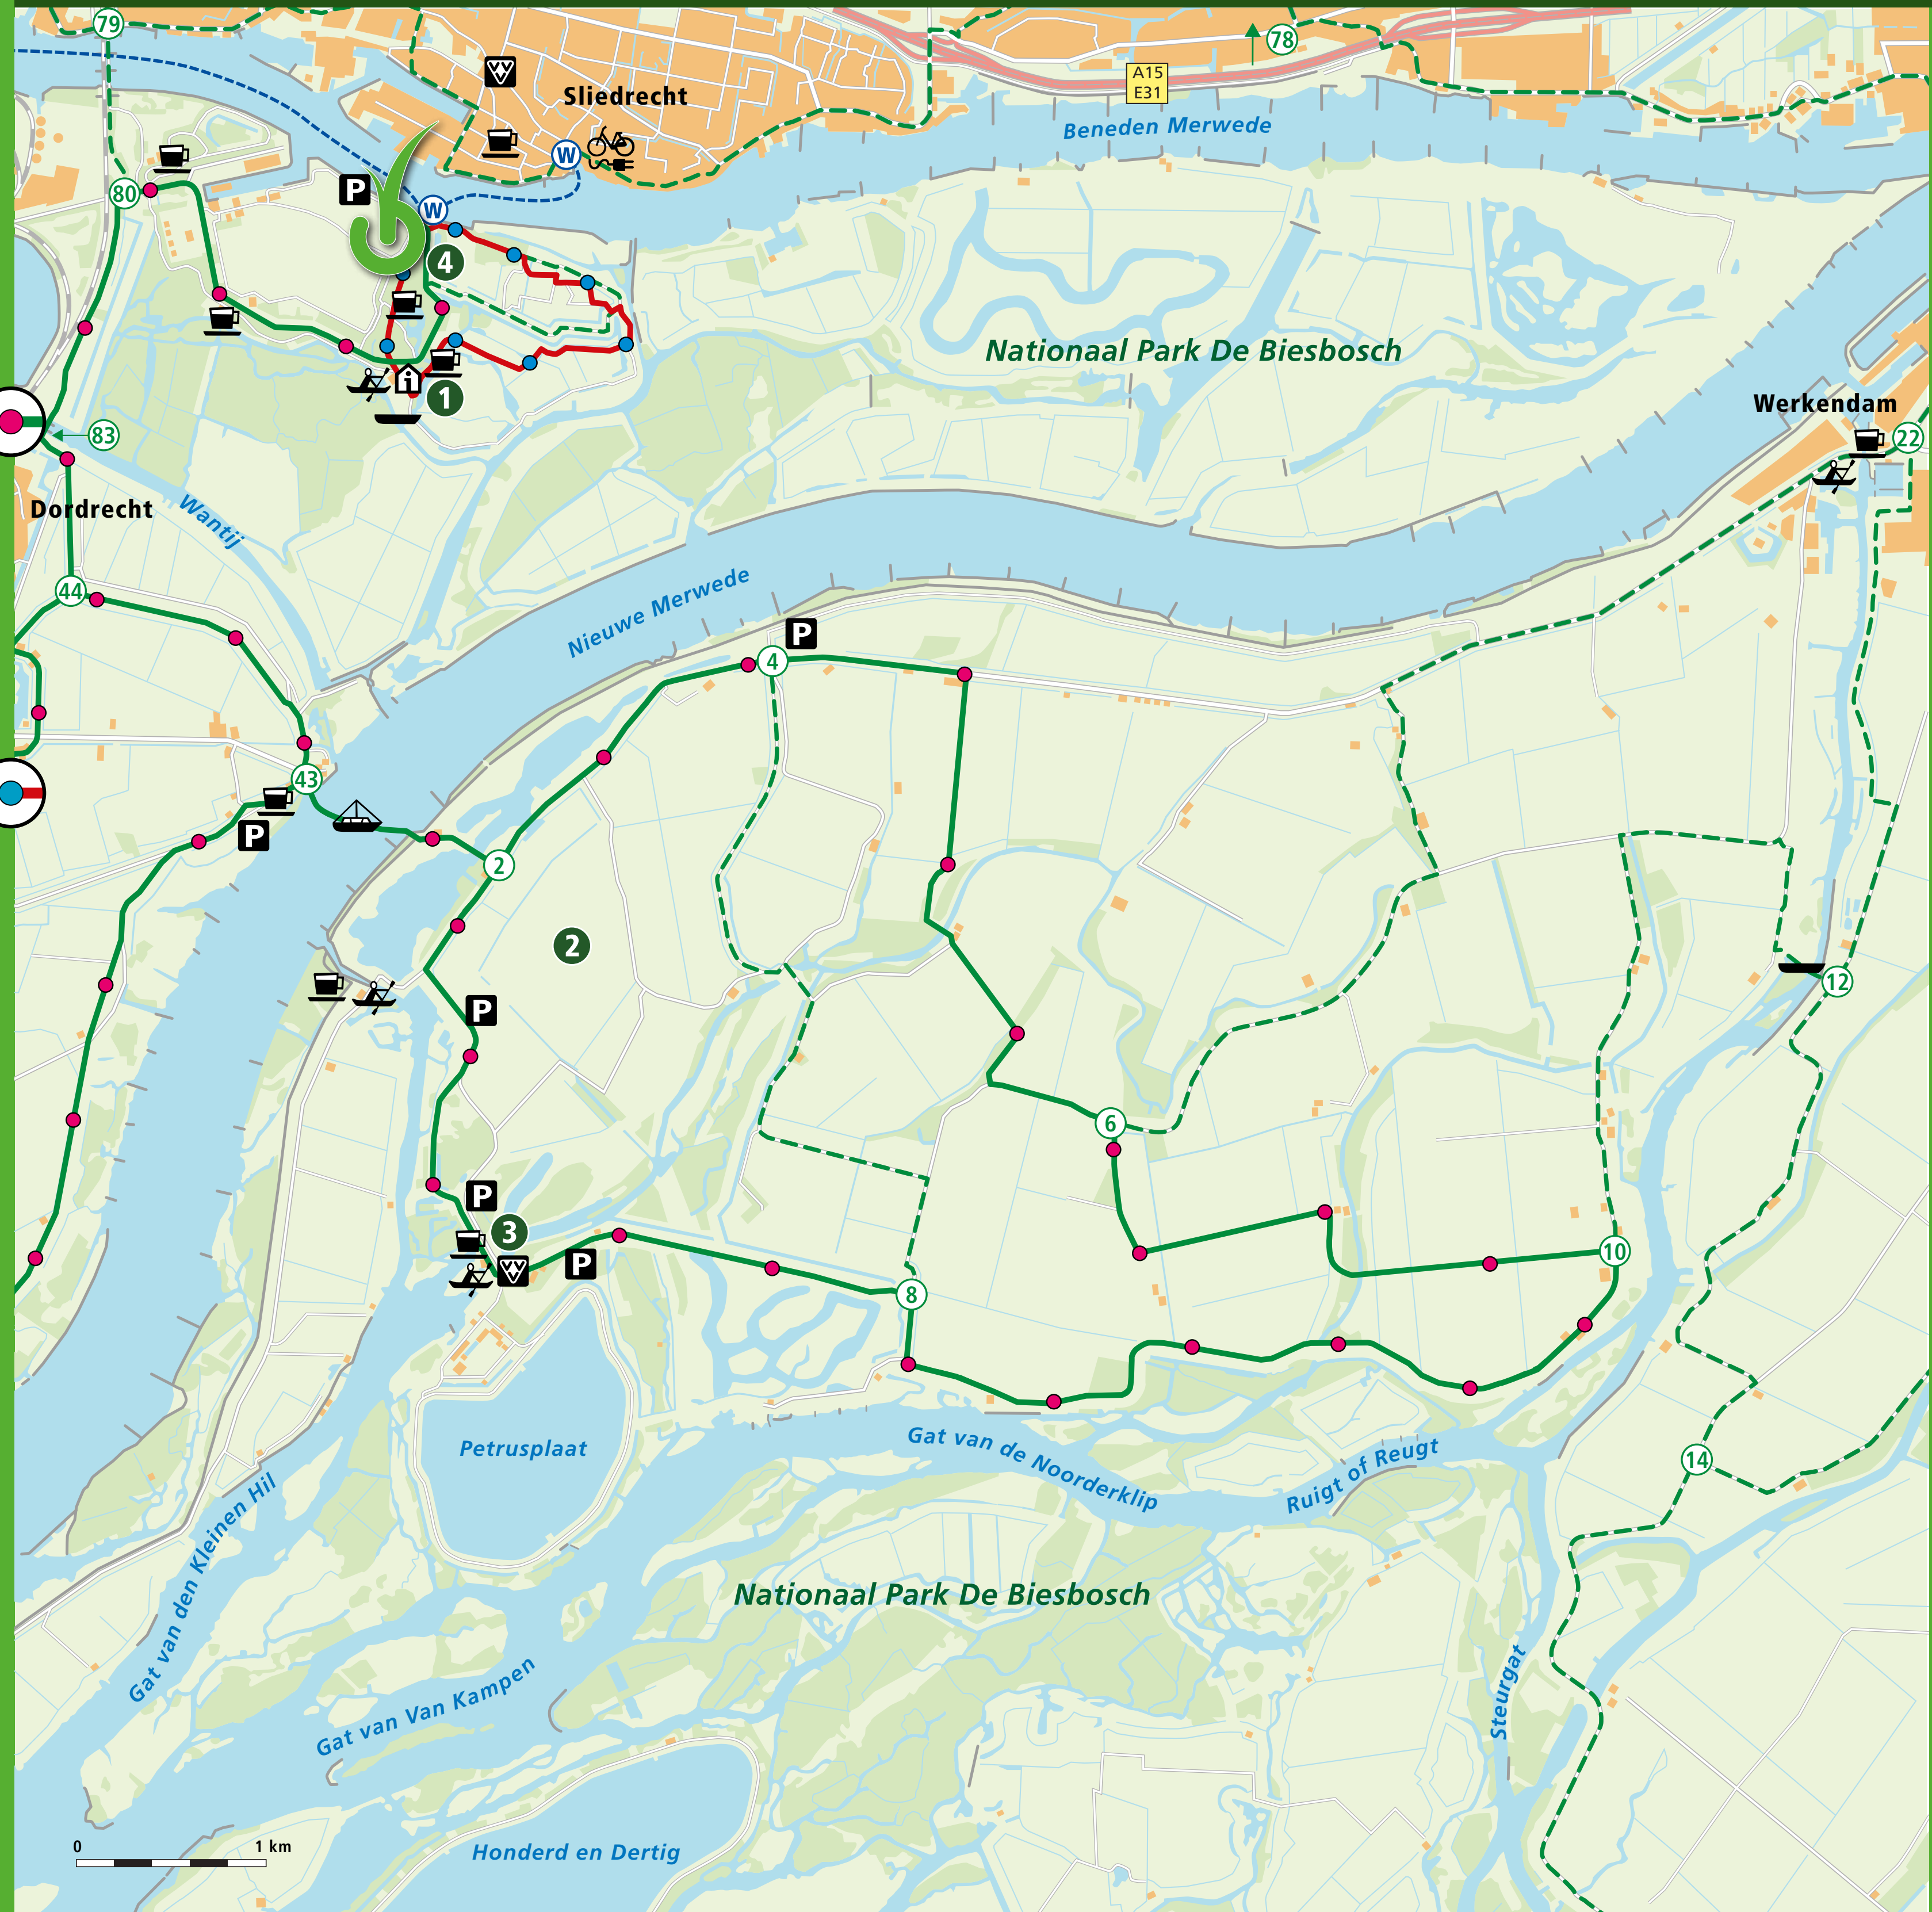 79
78
A15
E31
Sliedrecht
Beneden Merwede
W
80
P
W
4
Nationaal Park De Biesbosch
i
1
Werkendam
22
83
Dordrecht
Wantij
44
Nieuwe Merwede
P
4
43
P
2
2
12
P
6
P
3
P
10
8
Petrusplaat
Gat van de Noorderklip
Ruigt of Reugt
14
Gat van den Kleinen Hil
Nationaal Park De Biesbosch
Gat van Van Kampen
Steurgat
0 1 km
Honderd en Dertig